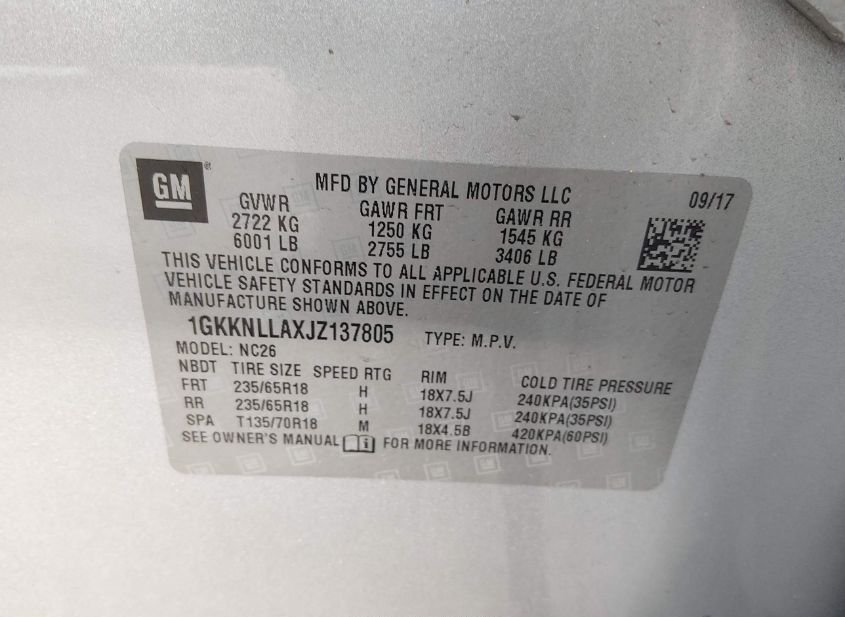 GM
MFD BY GENERAL MOTORS LLC 09/17
GVWR GAWR FRT GAWR RR
2722 KG 1250 KG 1545 KG
6001 LB 2755 LB 3406 LB
THIS VEHICLE CONFORMS TO ALL APPLICABLE U.S. FEDERAL MOTOR
VEHICLE SAFETY STANDARDS IN EFFECT ON THE DATE OF
MANUFACTURE SHOWN ABOVE.
1GKKNLLAXJZ137805 TYPE: M.P.V.
MODEL: NC26
NBDT TIRE SIZE SPEED RTG RIM COLD TIRE PRESSURE
FRT 235/65R18 H 18X7.5J 240KPA(35PSI)
RR 235/65R18 H 18X7.5J 240KPA(35PSI)
SPA T135/70R18 M 18X4.5B 420KPA(60PSI)
SEE OWNER'S MANUAL FOR MORE INFORMATION.